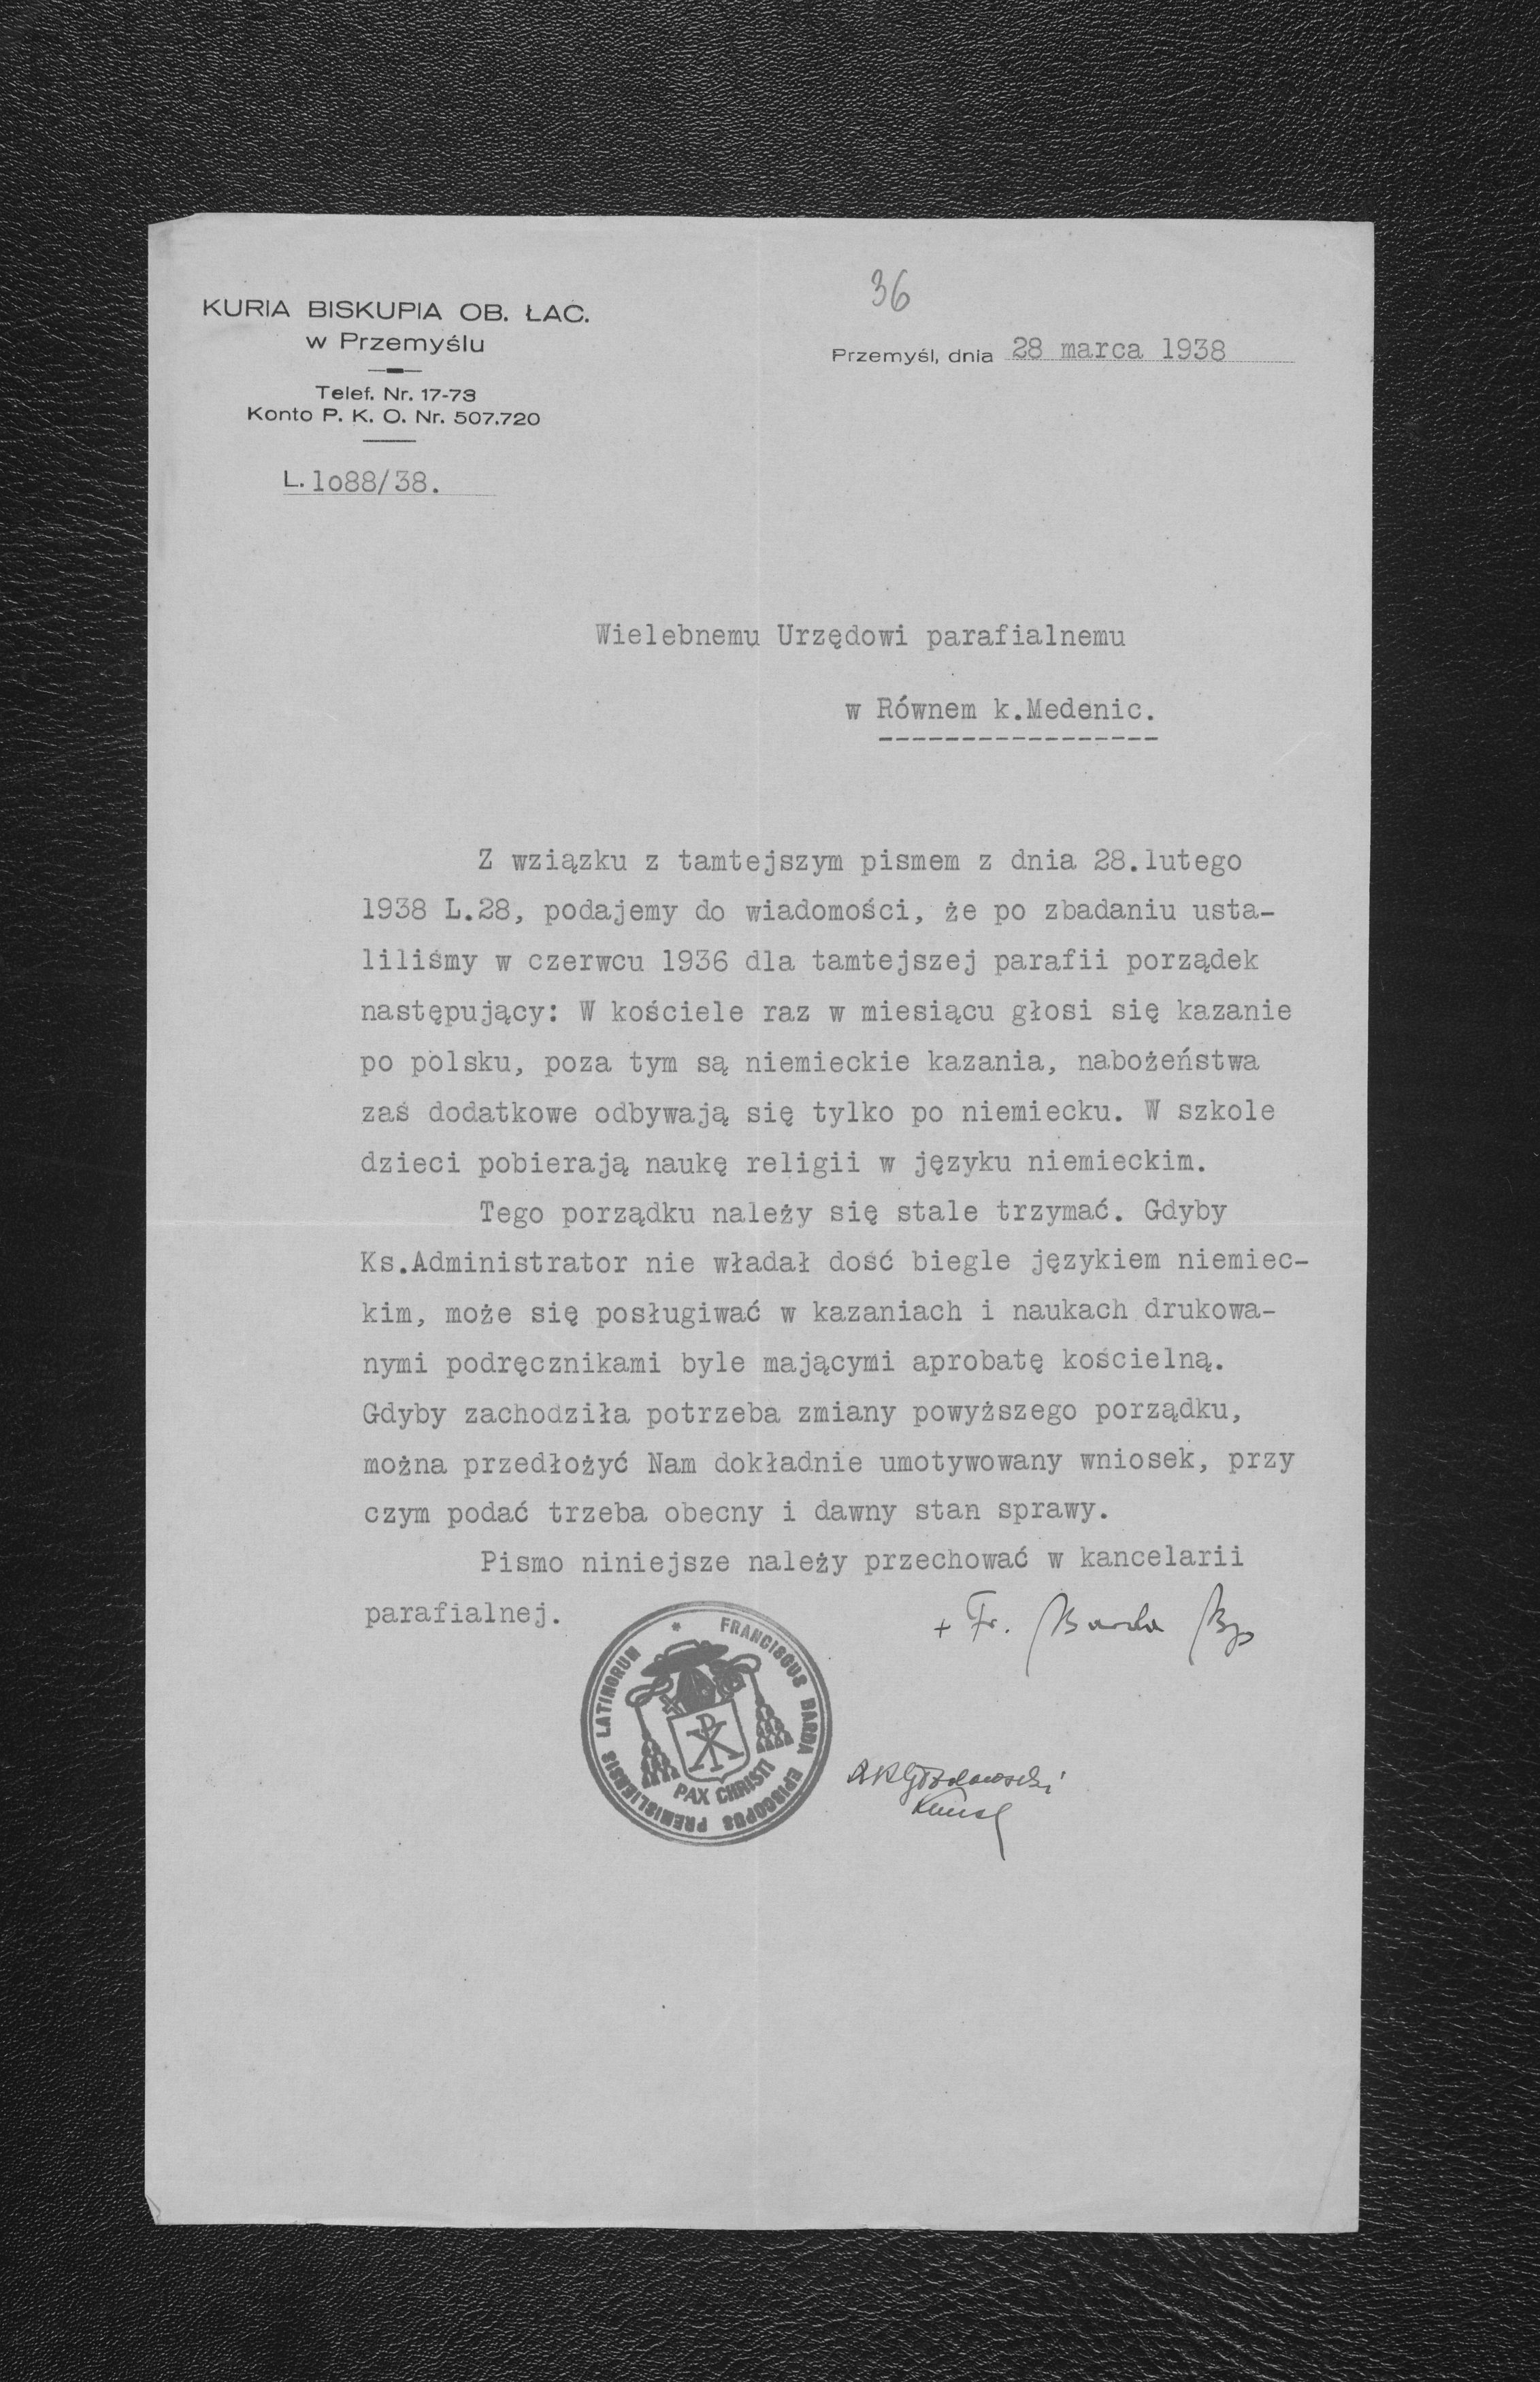 36
KURIA BISKUPIA OB. ŁAC.
w Przemyślu
Telef. Nr. 17-73
Konto P. K. O. Nr. 507.720
L. lo88/38.
Przemyśl, dnia 28 marca 1938
Wielebnemu Urzędowi parafialnemu
w Równem k.Medenic.
Z wziązku z tamtejszym pismem z dnia 28.lutego
1938 L.28, podajemy do wiadomości, że po zbadaniu usta-
liliśmy w czerwcu 1936 dla tamtejszej parafii porządek
następujący: W kościele raz w miesiącu głosi się kazanie
po polsku, poza tym są niemieckie kazania, nabożeństwa
zaś dodatkowe odbywają się tylko po niemiecku. W szkole
dzieci pobierają naukę religii w języku niemieckim.
Tego porządku należy się stale trzymać. Gdyby
Ks.Administrator nie władał dość biegle językiem niemiec-
kim, może się posługiwać w kazaniach i naukach drukowa-
nymi podręcznikami byle mającymi aprobatę kościelną.
Gdyby zachodziła potrzeba zmiany powyższego porządku,
można przedłożyć Nam dokładnie umotywowany wniosek, przy
czym podać trzeba obecny i dawny stan sprawy.
Pismo niniejsze należy przechować w kancelarii
parafialnej.
+ Fr. Barda Bp
FRANCISCUS BARDA EPISCOPUS PREMISLIENSIS LATINORUM
PAX CHRISTI